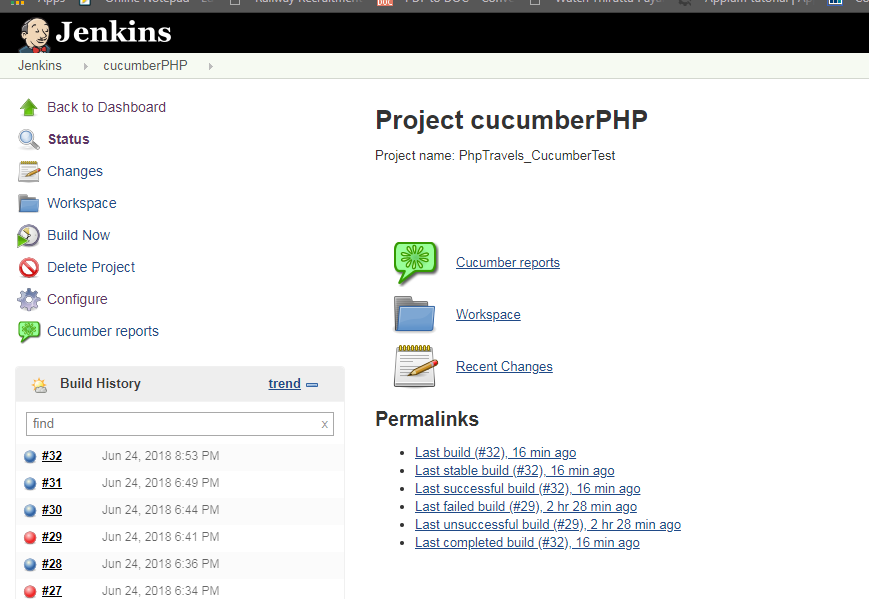 Jenkins
Jenkins
cucumberPHP
Back to Dashboard
Status
Changes
Workspace
Build Now
Delete Project
Configure
Cucumber reports
Build History
trend
find
x
#32 Jun 24, 2018 8:53 PM
#31 Jun 24, 2018 6:49 PM
#30 Jun 24, 2018 6:44 PM
#29 Jun 24, 2018 6:41 PM
#28 Jun 24, 2018 6:36 PM
#27 Jun 24, 2018 6:34 PM
Project cucumberPHP
Project name: PhpTravels_CucumberTest
Cucumber reports
Workspace
Recent Changes
Permalinks
Last build (#32), 16 min ago
Last stable build (#32), 16 min ago
Last successful build (#32), 16 min ago
Last failed build (#29), 2 hr 28 min ago
Last unsuccessful build (#29), 2 hr 28 min ago
Last completed build (#32), 16 min ago